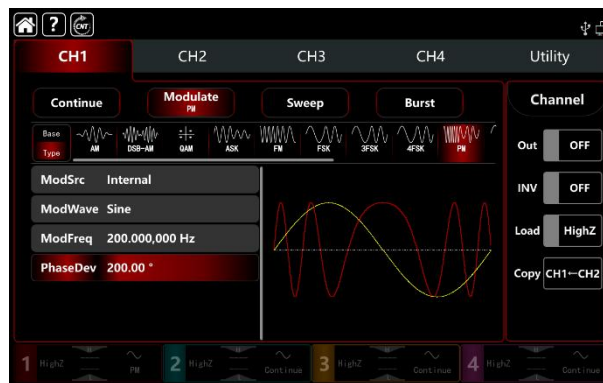 ? CNT
CH1 CH2 CH3 CH4 Utility
Continue Modulate Sweep Burst Channel
PM
Base
Type AM DSB-AM QAM ASK FM FSK 3FSK 4FSK PM
Out OFF
ModSrc Internal
INV OFF
ModWave Sine
ModFreq 200.000,000 Hz
Load HighZ
PhaseDev 200.00 °
Copy CH1←CH2
1 HighZ PM 2 HighZ Continue 3 HighZ Continue 4 HighZ Continue